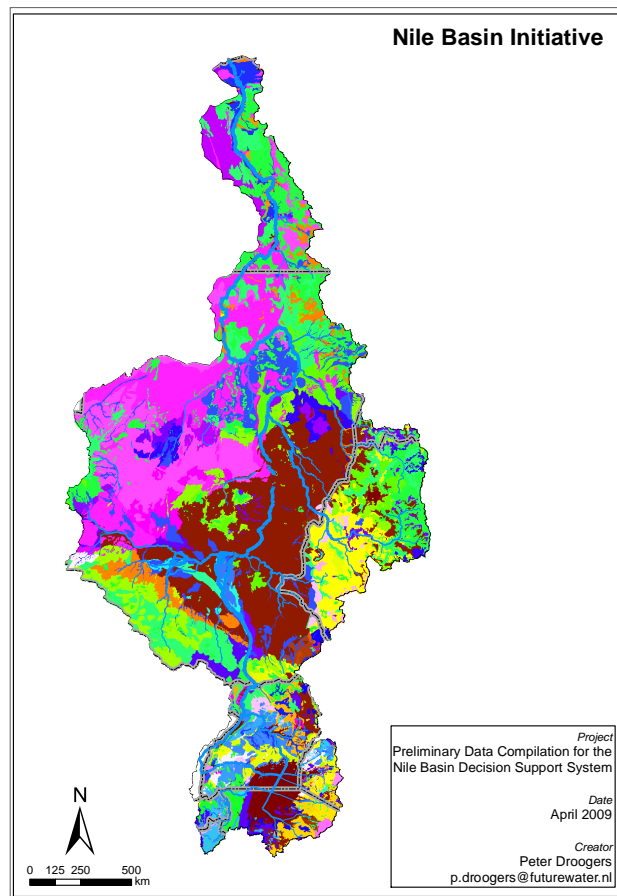 Nile Basin Initiative
Project
Preliminary Data Compilation for the
Nile Basin Decision Support System
Date
April 2009
Creator
Peter Droogers
p.droogers@futurewater.nl
N
0 125 250 500
km